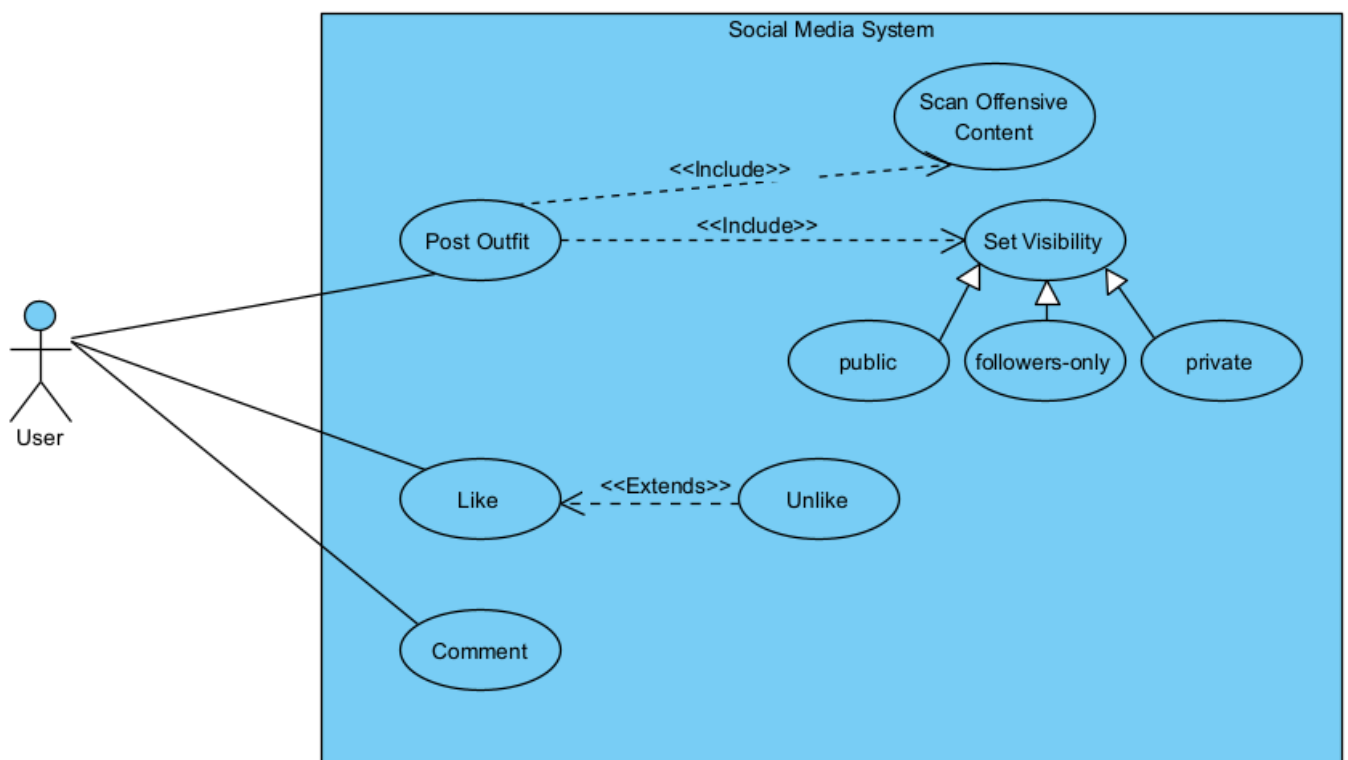 Social Media System
Scan Offensive
Content
<<Include>>
<<Include>>
Post Outfit
Set Visibility
public
followers-only
private
User
<<Extends>>
Like
Unlike
Comment